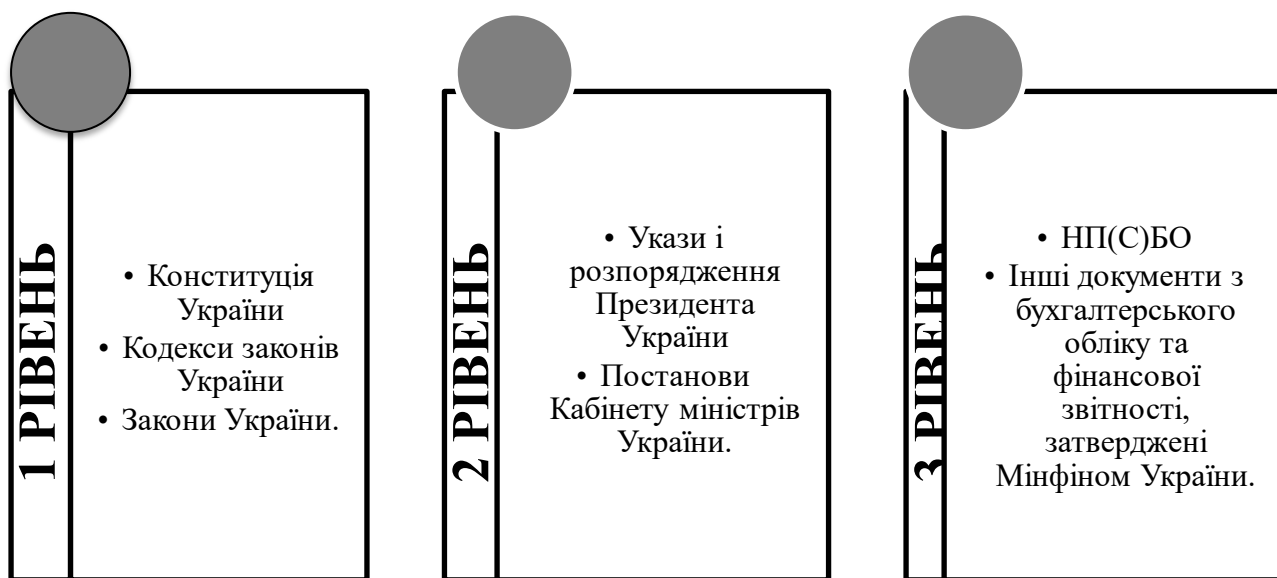 1 РІВЕНЬ
• Конституція
України
• Кодекси законів
України
• Закони України.
2 РІВЕНЬ
• Укази і
розпорядження
Президента
України
• Постанови
Кабінету міністрів
України.
3 РІВЕНЬ
• НП(С)БО
• Інші документи з
бухгалтерського
обліку та
фінансової
звітності,
затверджені
Мінфіном України.